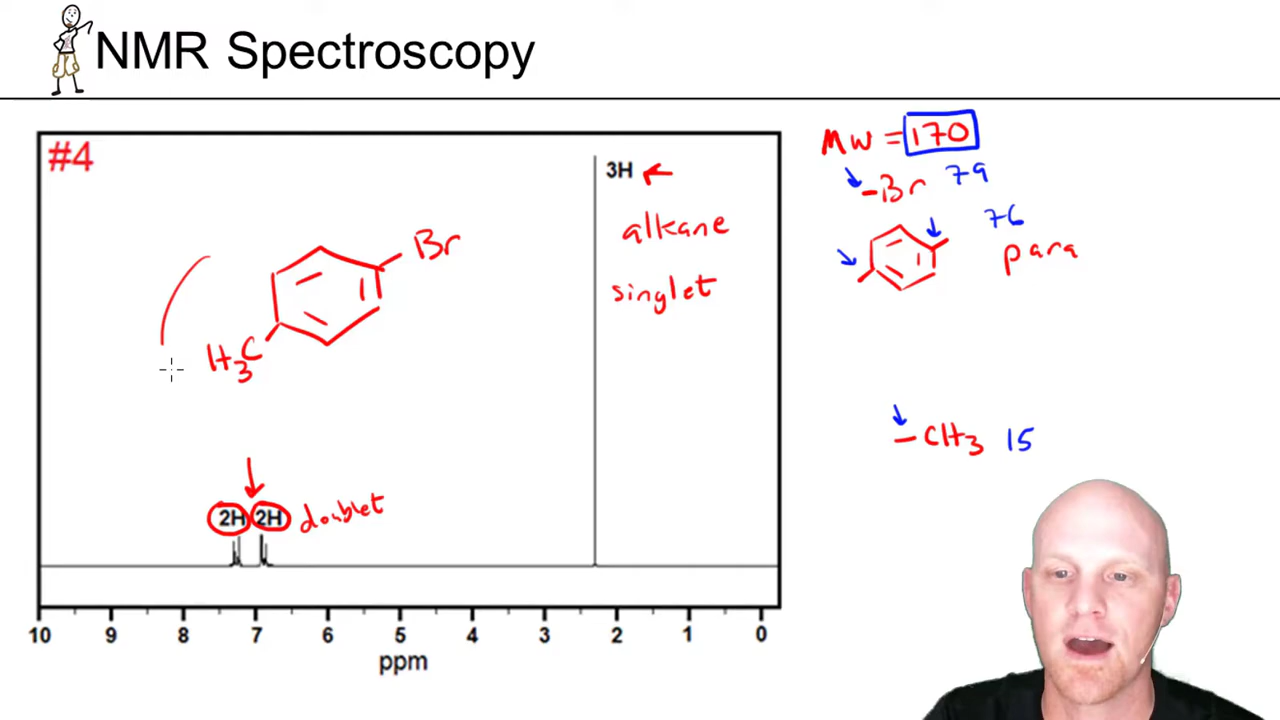 NMR Spectroscopy
#4
3H
alkane
singlet
Br
H3C
2H 2H doublet
10 9 8 7 6 5 4 3 2 1 0
ppm
MW = 170
-Br 79
76
para
-CH3 15